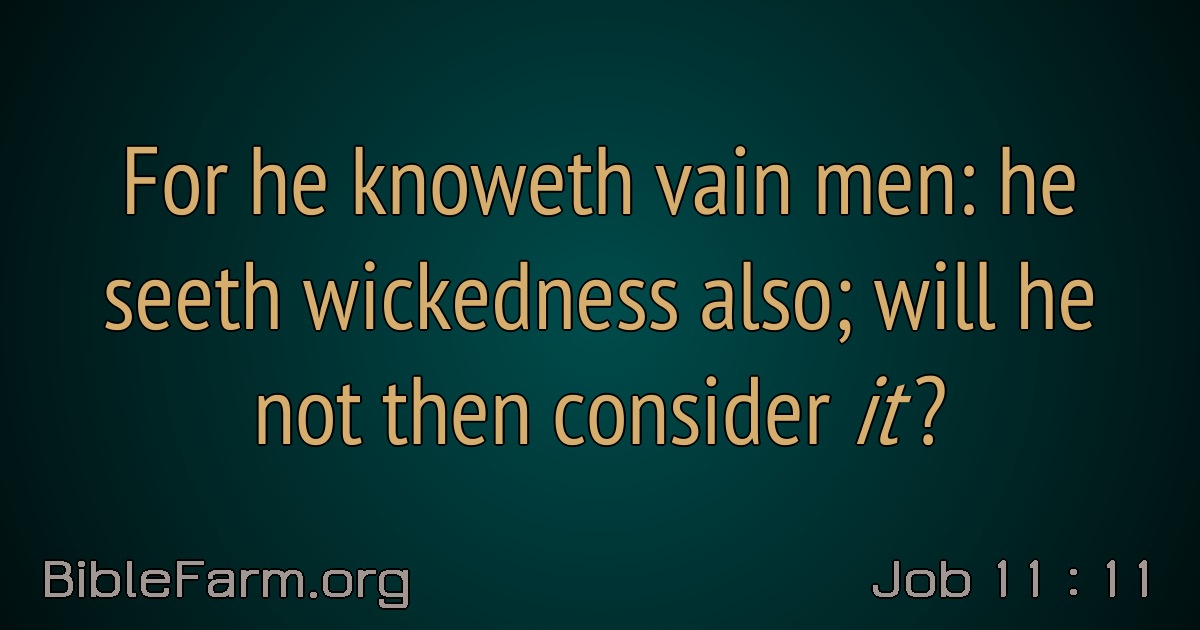 For he knoweth vain men: he
seeth wickedness also; will he
not then consider it?
BibleFarm.org
Job 11 : 11